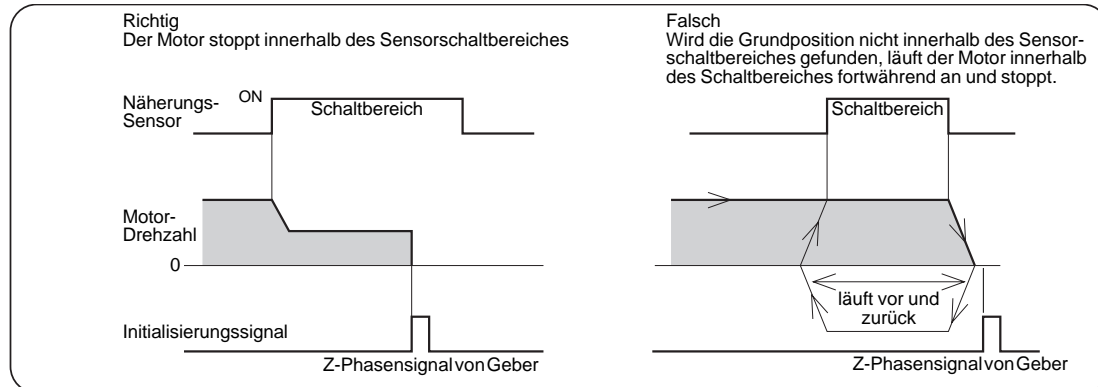 Richtig
Der Motor stoppt innerhalb des Sensorschaltbereiches
Näherungs-
Sensor
ON
Schaltbereich
Motor-
Drehzahl
0
Initialisierungssignal
Z-Phasensignal von Geber
Falsch
Wird die Grundposition nicht innerhalb des Sensor-
schaltbereiches gefunden, läuft der Motor innerhalb
des Schaltbereiches fortwährend an und stoppt.
Schaltbereich
läuft vor und
zurück
Z-Phasensignal von Geber